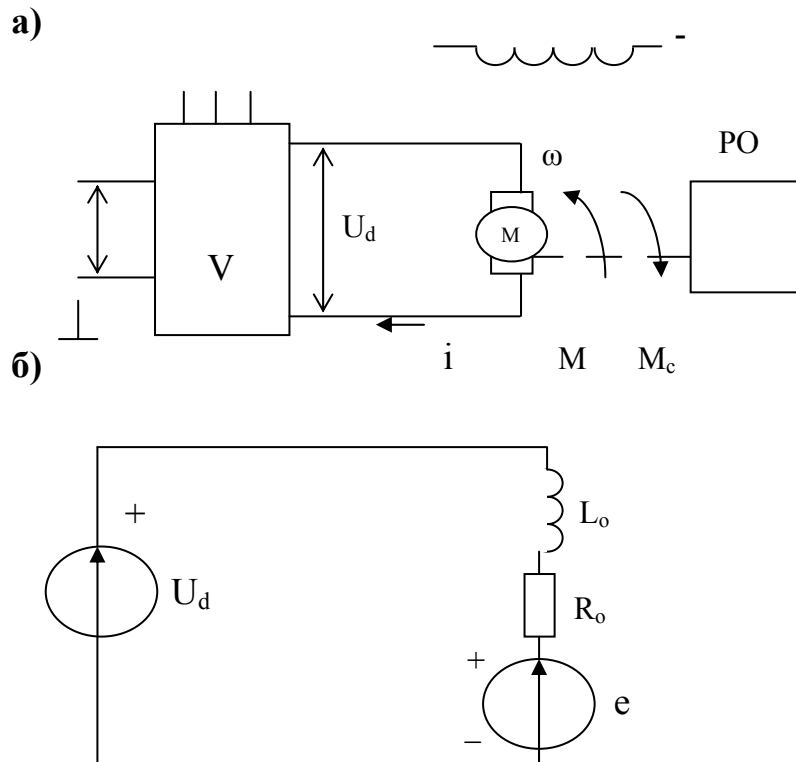 а)
-
PO
ω
U_d
M
V
i
M
M_c
б)
+
L_o
U_d
R_o
+
e
−